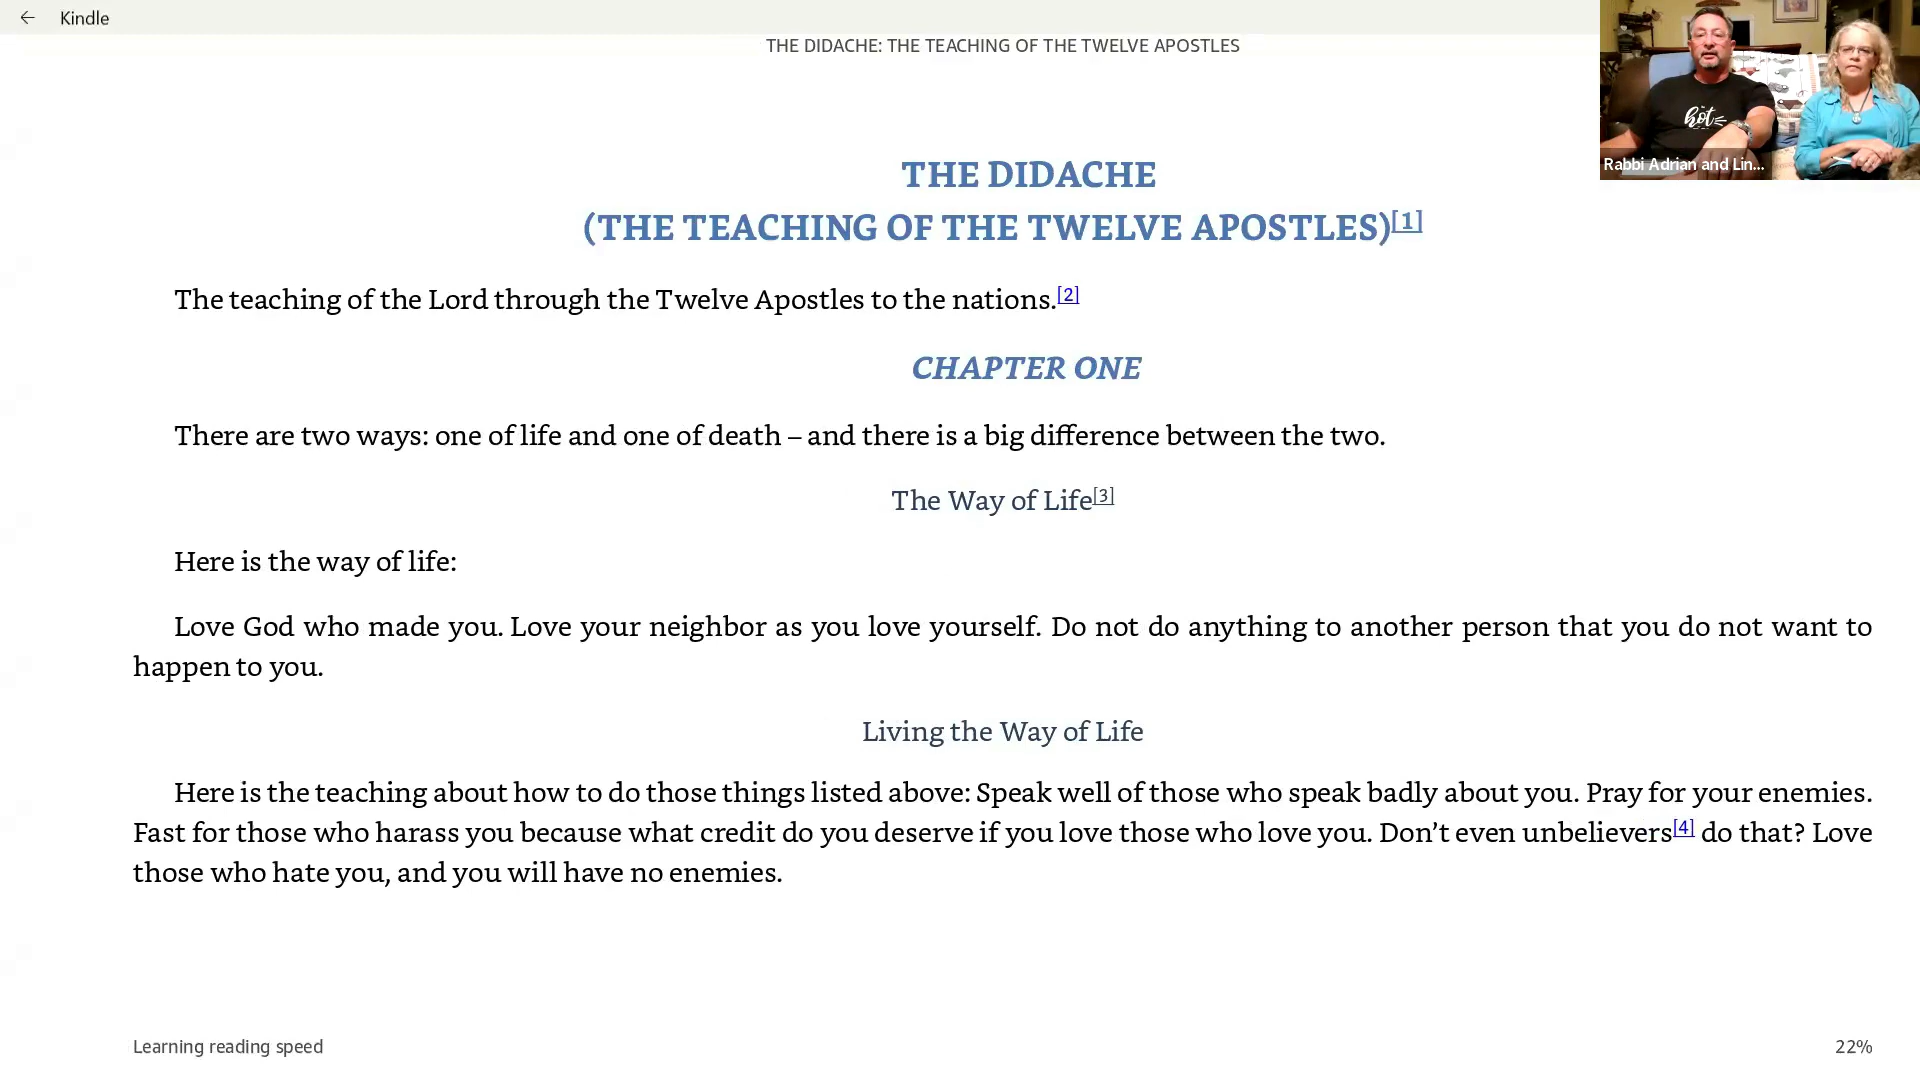 Kindle
THE DIDACHE: THE TEACHING OF THE TWELVE APOSTLES
hot
Rabbi Adrian and Lin...
THE DIDACHE
(THE TEACHING OF THE TWELVE APOSTLES)[1]
The teaching of the Lord through the Twelve Apostles to the nations.[2]
CHAPTER ONE
There are two ways: one of life and one of death – and there is a big difference between the two.
The Way of Life[3]
Here is the way of life:
Love God who made you. Love your neighbor as you love yourself. Do not do anything to another person that you do not want to
happen to you.
Living the Way of Life
Here is the teaching about how to do those things listed above: Speak well of those who speak badly about you. Pray for your enemies.
Fast for those who harass you because what credit do you deserve if you love those who love you. Don’t even unbelievers[4] do that? Love
those who hate you, and you will have no enemies.
Learning reading speed
22%